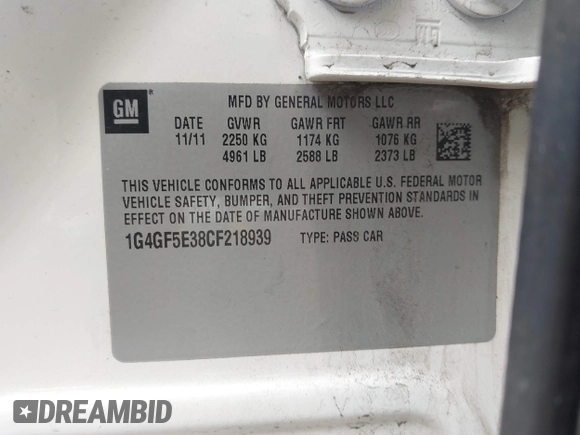 GM
MFD BY GENERAL MOTORS LLC
DATE GVWR GAWR FRT GAWR RR
11/11 2250 KG 1174 KG 1076 KG
4961 LB 2588 LB 2373 LB
THIS VEHICLE CONFORMS TO ALL APPLICABLE U.S. FEDERAL MOTOR
VEHICLE SAFETY, BUMPER, AND THEFT PREVENTION STANDARDS IN
EFFECT ON THE DATE OF MANUFACTURE SHOWN ABOVE.
1G4GF5E38CF218939 TYPE: PASS CAR
DREAMBID